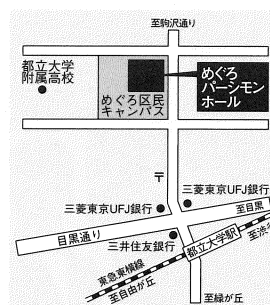 至駒沢通り
都立大学
附属高校
めぐろ
パーシモン
ホール
めぐろ区民
キャンパス
〒
三菱東京UFJ銀行
三菱東京UFJ銀行
至目黒
目黒通り
三井住友銀行
都立大学駅
至渋谷
東急東横線
至自由が丘
至緑が丘